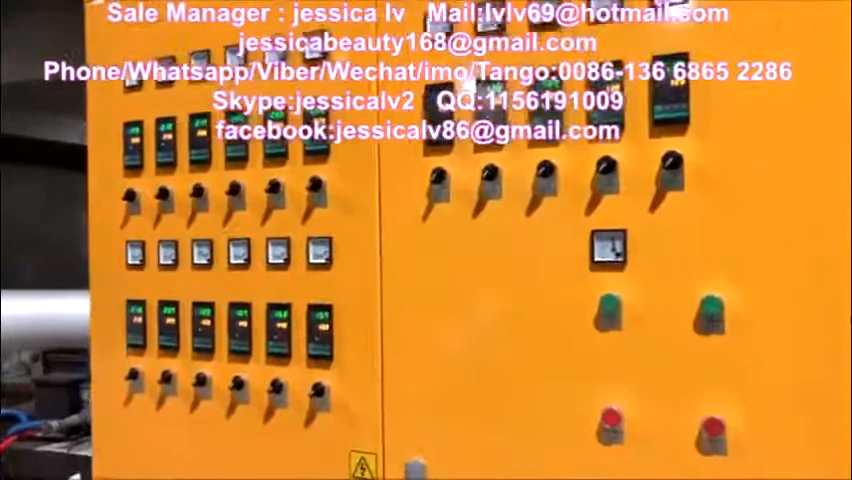 Sale Manager : jessica lv   Mail:lvlv69@hotmail.com
jessicabeauty168@gmail.com
Phone/Whatsapp/Viber/Wechat/imo/Tango:0086-136 6865 2286
Skype:jessicalv2   QQ:1156191009
facebook:jessicalv86@gmail.com